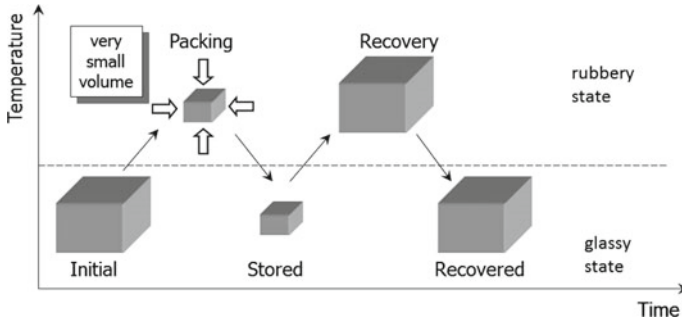 Temperature
very
small
volume
Packing
Recovery
rubbery
state
Initial
Stored
Recovered
glassy
state
Time